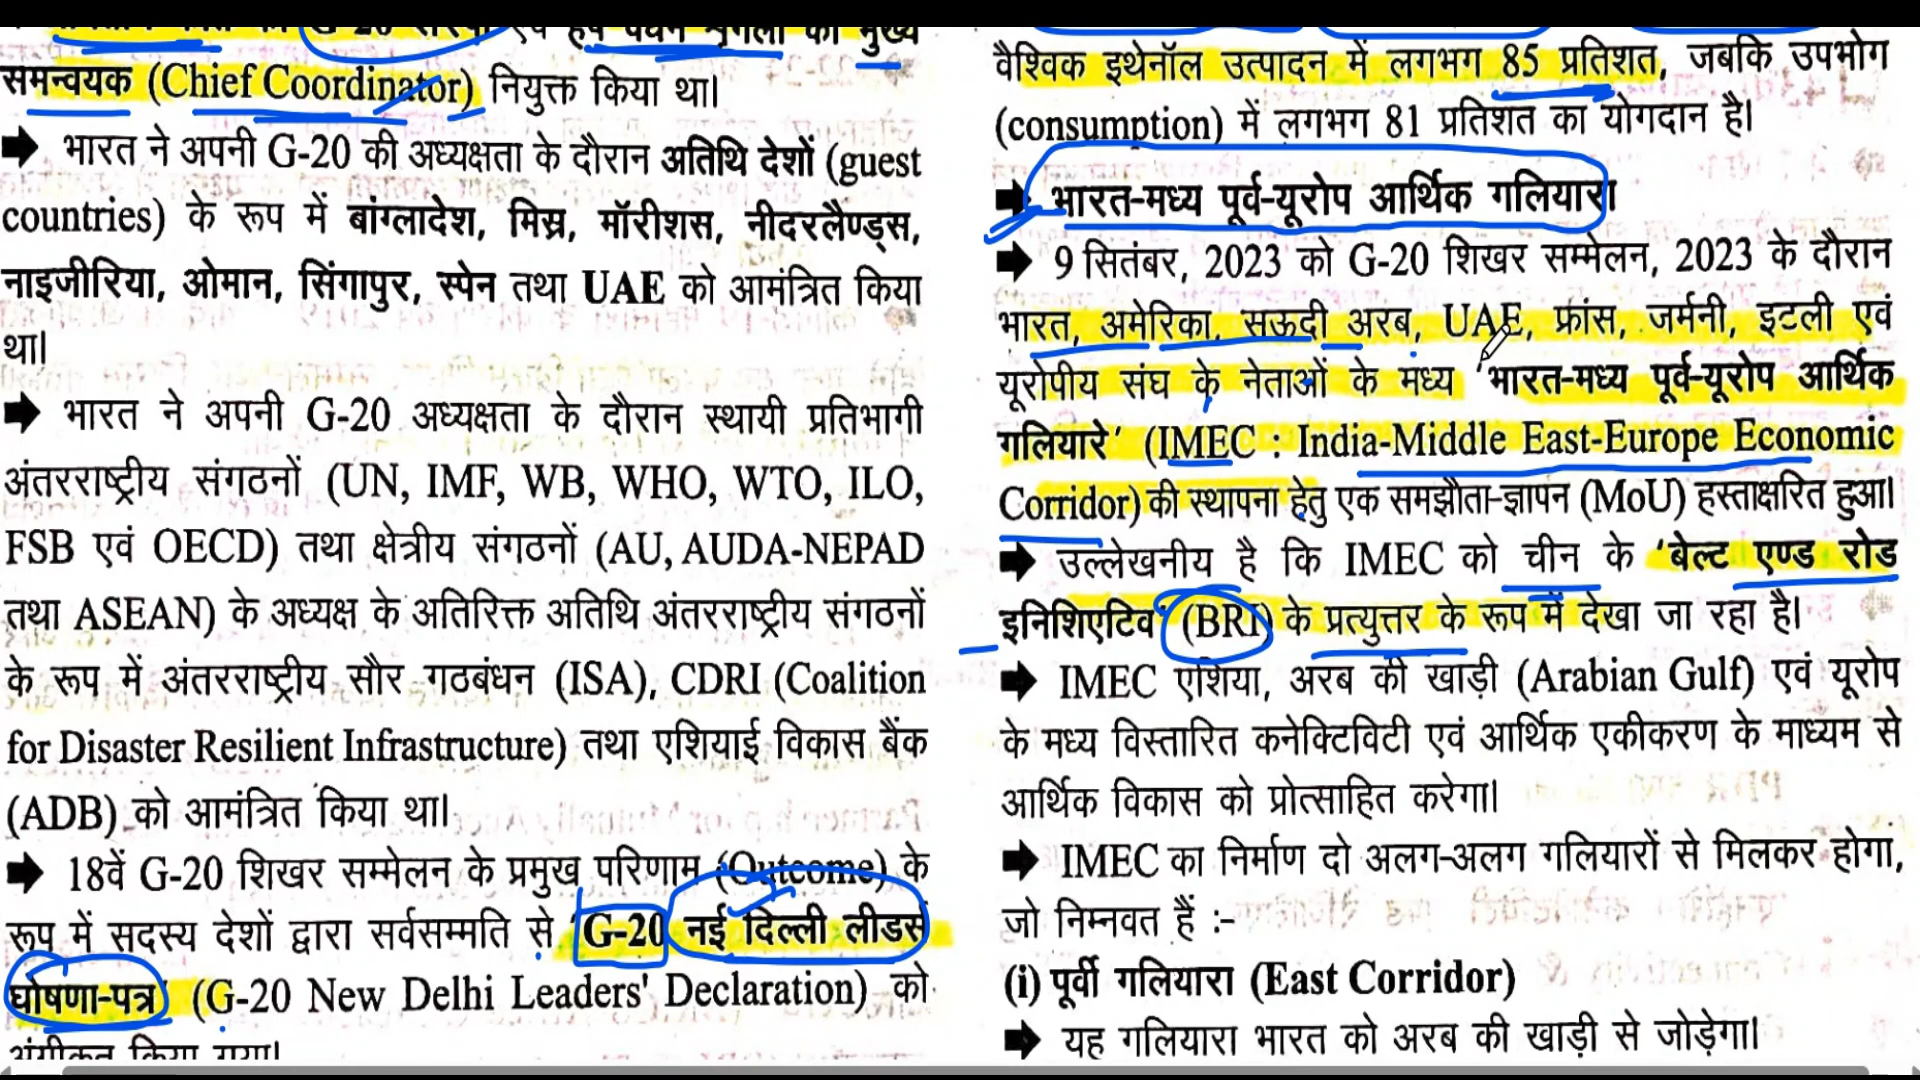 G-20 एवं हर्ष वर्धन श्रृंगला को मुख्य
समन्वयक (Chief Coordinator) नियुक्त किया था।
➡ भारत ने अपनी G-20 की अध्यक्षता के दौरान अतिथि देशों (guest
countries) के रूप में बांग्लादेश, मिस्र, मॉरीशस, नीदरलैण्ड्स,
नाइजीरिया, ओमान, सिंगापुर, स्पेन तथा UAE को आमंत्रित किया
था।
➡ भारत ने अपनी G-20 अध्यक्षता के दौरान स्थायी प्रतिभागी
अंतरराष्ट्रीय संगठनों (UN, IMF, WB, WHO, WTO, ILO,
FSB एवं OECD) तथा क्षेत्रीय संगठनों (AU, AUDA-NEPAD
तथा ASEAN) के अध्यक्ष के अतिरिक्त अतिथि अंतरराष्ट्रीय संगठनों
के रूप में अंतरराष्ट्रीय सौर गठबंधन (ISA), CDRI (Coalition
for Disaster Resilient Infrastructure) तथा एशियाई विकास बैंक
(ADB) को आमंत्रित किया था।
➡ 18वें G-20 शिखर सम्मेलन के प्रमुख परिणाम (Outcome) के
रूप में सदस्य देशों द्वारा सर्वसम्मति से 'G-20 नई दिल्ली लीडर्स
घोषणा-पत्र' (G-20 New Delhi Leaders' Declaration) को
अंगीकृत किया गया।
वैश्विक इथेनॉल उत्पादन में लगभग 85 प्रतिशत, जबकि उपभोग
(consumption) में लगभग 81 प्रतिशत का योगदान है।
➡ भारत-मध्य पूर्व-यूरोप आर्थिक गलियारा
➡ 9 सितंबर, 2023 को G-20 शिखर सम्मेलन, 2023 के दौरान
भारत, अमेरिका, सऊदी अरब, UAE, फ्रांस, जर्मनी, इटली एवं
यूरोपीय संघ के नेताओं के मध्य 'भारत-मध्य पूर्व-यूरोप आर्थिक
गलियारे' (IMEC : India-Middle East-Europe Economic
Corridor) की स्थापना हेतु एक समझौता-ज्ञापन (MoU) हस्ताक्षरित हुआ।
➡ उल्लेखनीय है कि IMEC को चीन के 'बेल्ट एण्ड रोड
इनिशिएटिव' (BRI) के प्रत्युत्तर के रूप में देखा जा रहा है।
➡ IMEC एशिया, अरब की खाड़ी (Arabian Gulf) एवं यूरोप
के मध्य विस्तारित कनेक्टिविटी एवं आर्थिक एकीकरण के माध्यम से
आर्थिक विकास को प्रोत्साहित करेगा।
➡ IMEC का निर्माण दो अलग-अलग गलियारों से मिलकर होगा,
जो निम्नवत हैं :-
(i) पूर्वी गलियारा (East Corridor)
➡ यह गलियारा भारत को अरब की खाड़ी से जोड़ेगा।